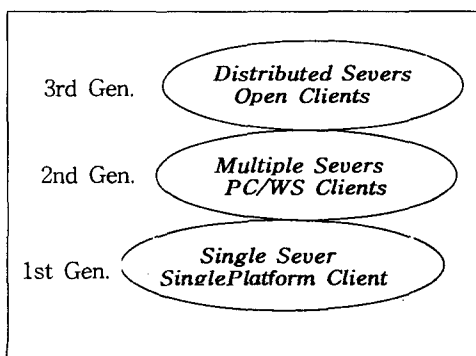 3rd Gen.
Distributed Severs
Open Clients
2nd Gen.
Multiple Severs
PC/WS Clients
1st Gen.
Single Sever
SinglePlatform Client